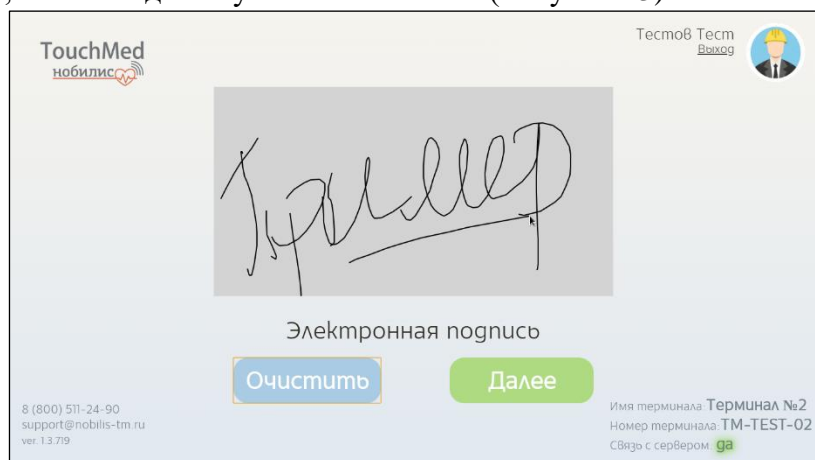 TouchMed
нобилис
Тестов Тест
Выход
Пример
Электронная подпись
Очистить
Далее
8 (800) 511-24-90
support@nobilis-tm.ru
ver. 1.3.719
Имя терминала: Терминал №2
Номер терминала: TM-TEST-02
Связь с сервером: да